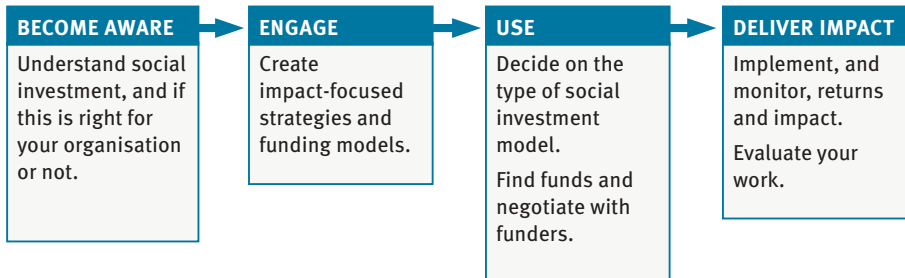 BECOME AWARE
Understand social
investment, and if
this is right for
your organisation
or not.
ENGAGE
Create
impact-focused
strategies and
funding models.
USE
Decide on the
type of social
investment
model.
Find funds and
negotiate with
funders.
DELIVER IMPACT
Implement, and
monitor, returns
and impact.
Evaluate your
work.